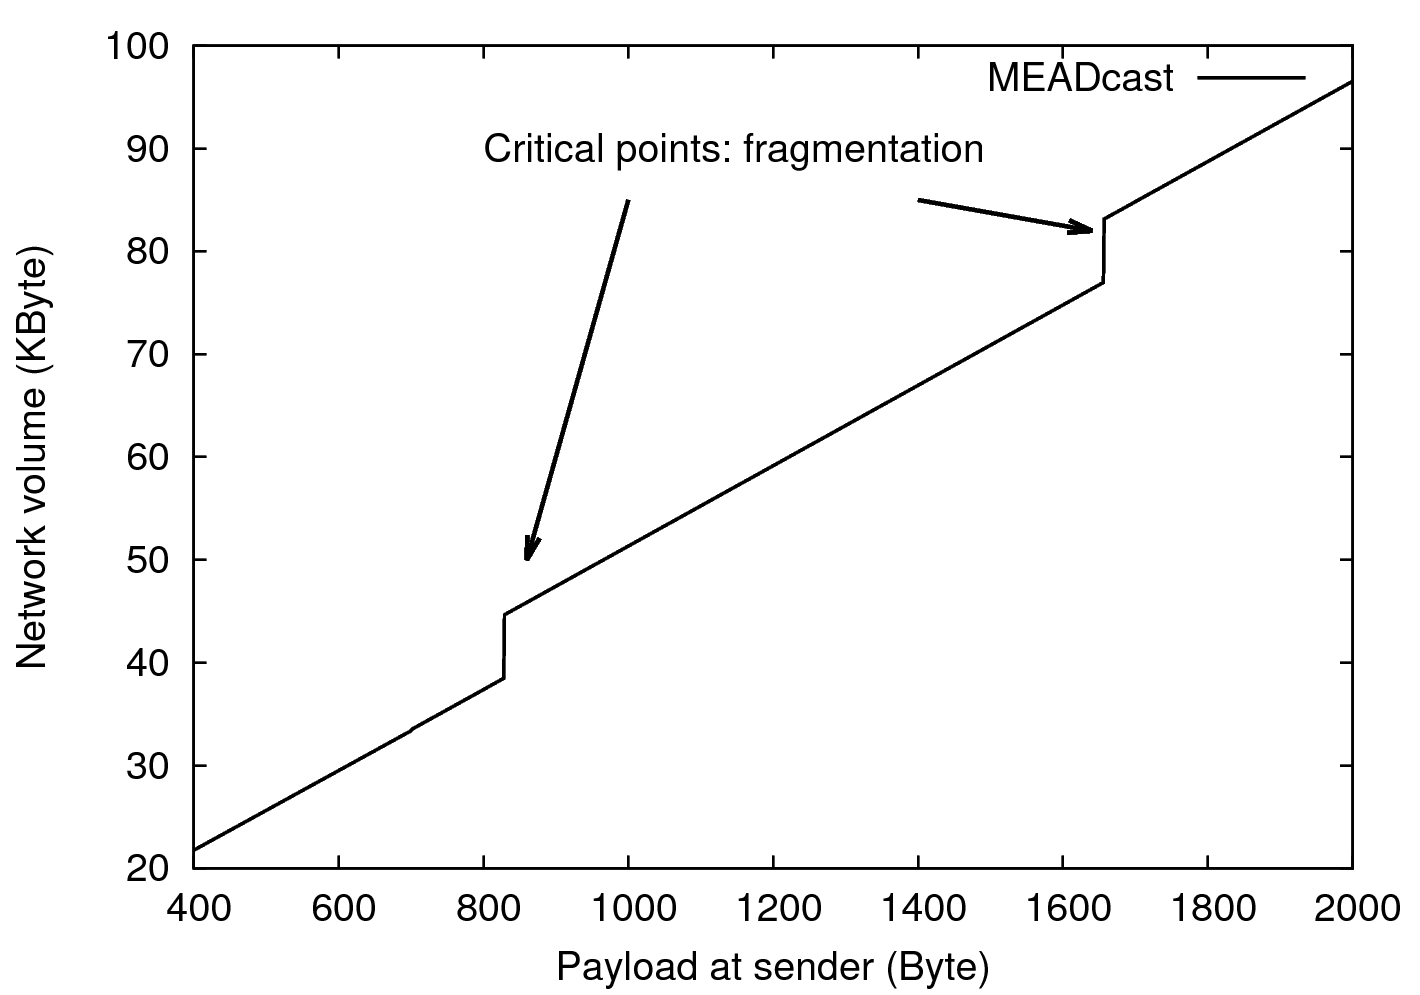 100
90
80
70
60
50
40
30
20
400 600 800 1000 1200 1400 1600 1800 2000
Network volume (KByte)
Payload at sender (Byte)
MEADcast
Critical points: fragmentation